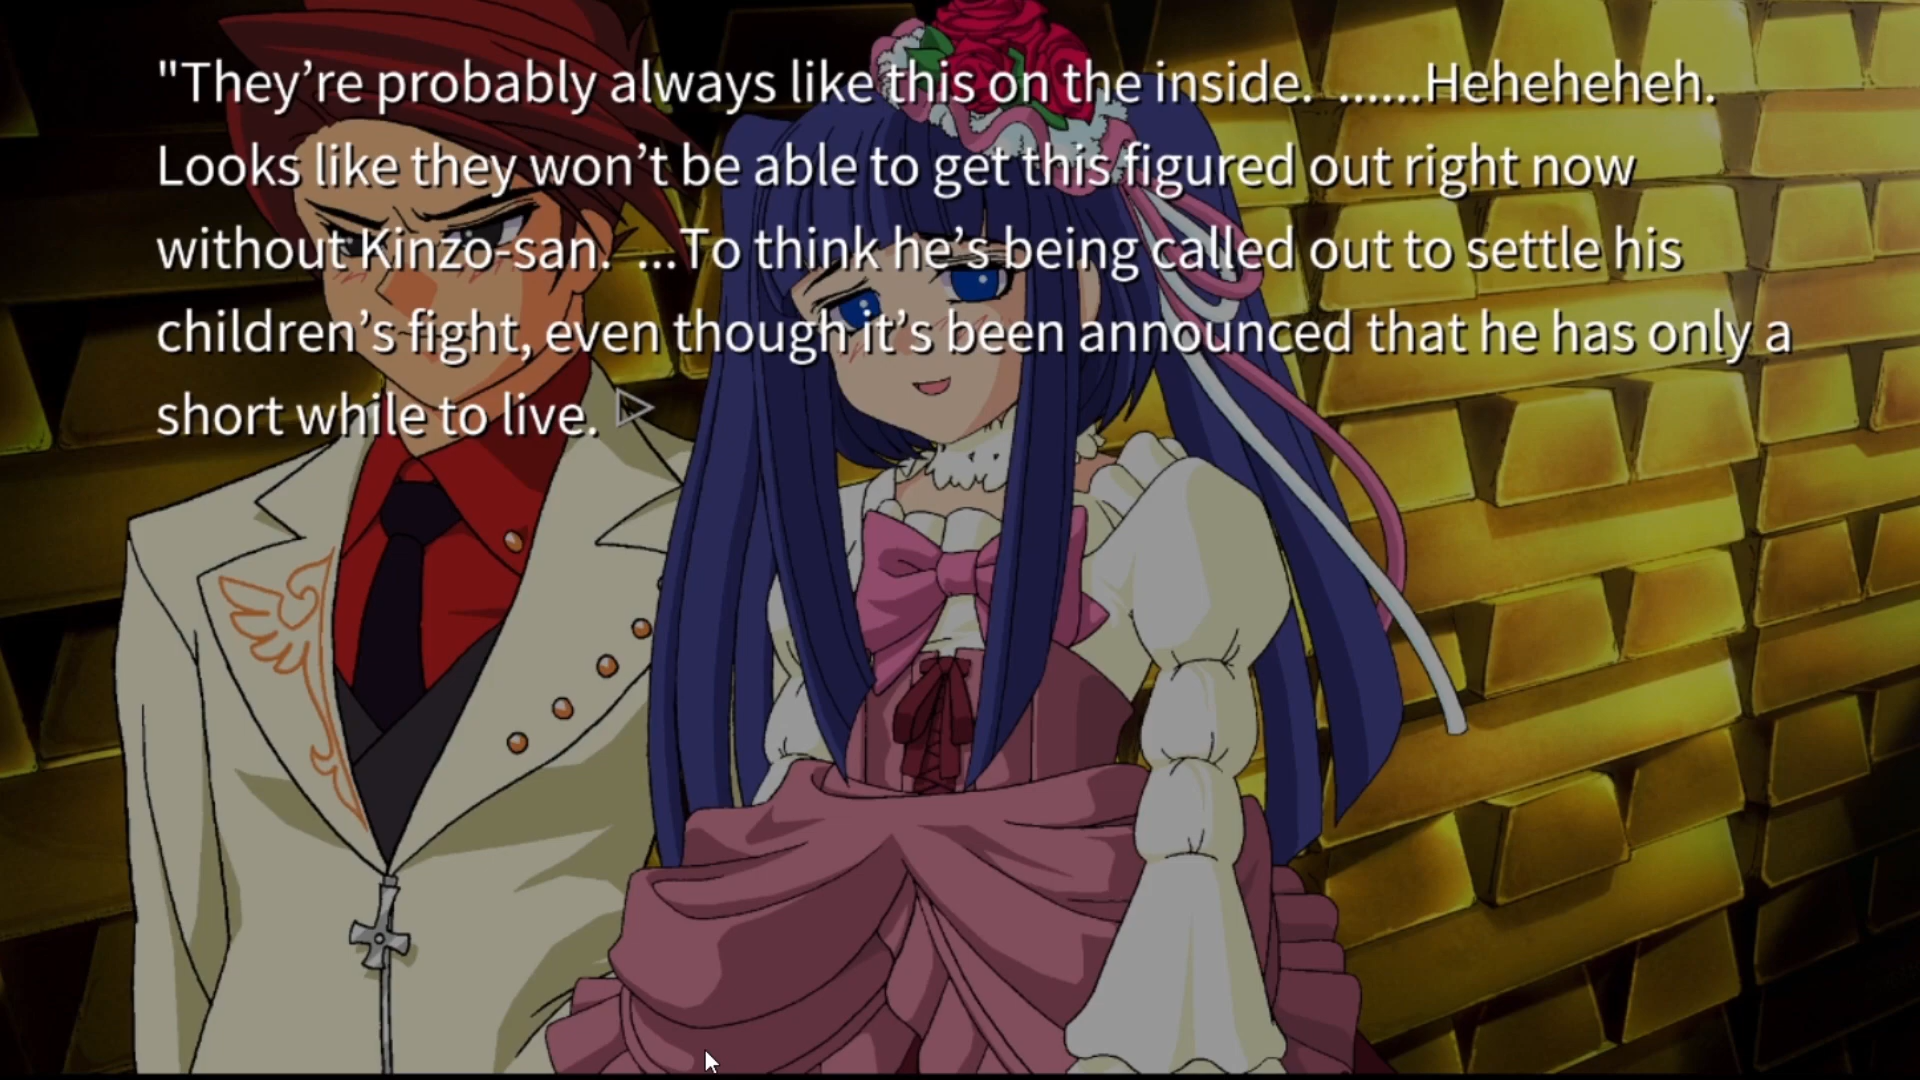 "They’re probably always like this on the inside. ......Heheheheh.
Looks like they won’t be able to get this figured out right now
without Kinzo-san. ...To think he’s being called out to settle his
children’s fight, even though it’s been announced that he has only a
short while to live.